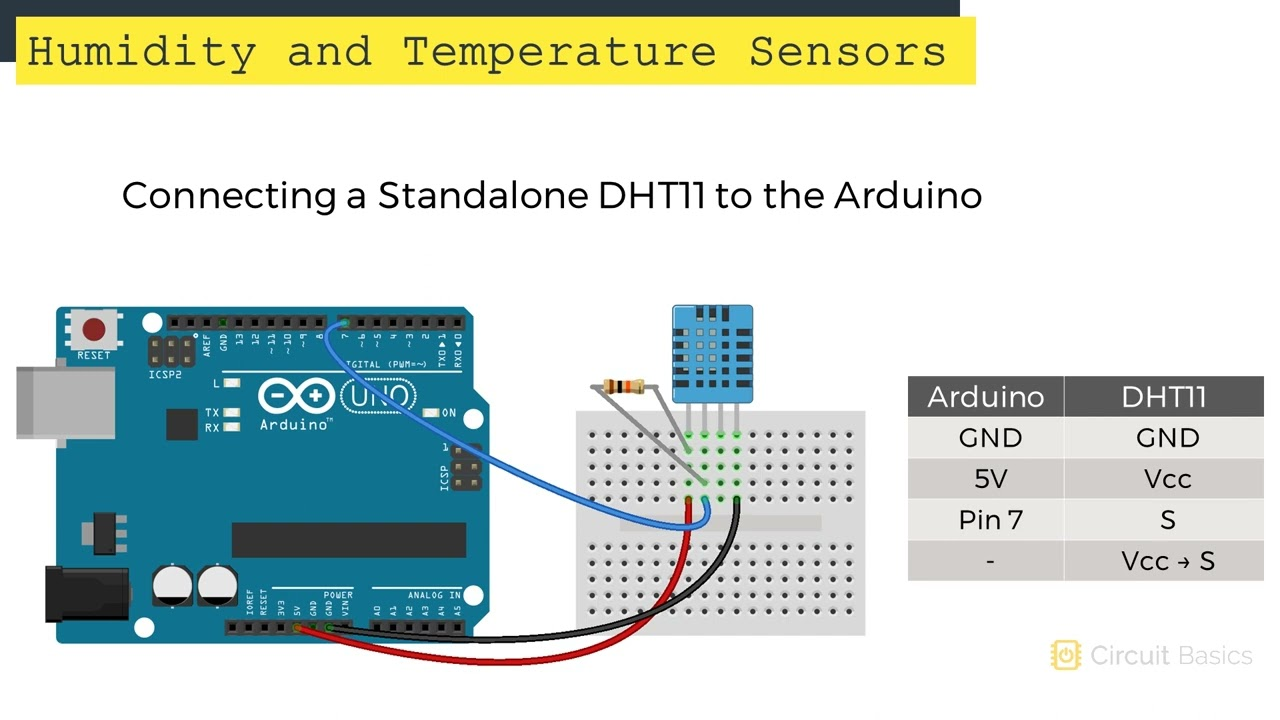 Humidity and Temperature Sensors
Connecting a Standalone DHT11 to the Arduino
RESET
ICSP2
AREF
GND
13
12
~11
~10
~9
8
7
~6
~5
4
~3
2
TX0▶1
RX0◀0
DIGITAL (PWM=~)
L
TX
RX
Arduino™
UNO
ON
1
ICSP
IOREF
RESET
3V3
5V
GND
GND
VIN
POWER
ANALOG IN
A0
A1
A2
A3
A4
A5
Arduino DHT11
GND GND
5V Vcc
Pin 7 S
- Vcc → S
Circuit Basics